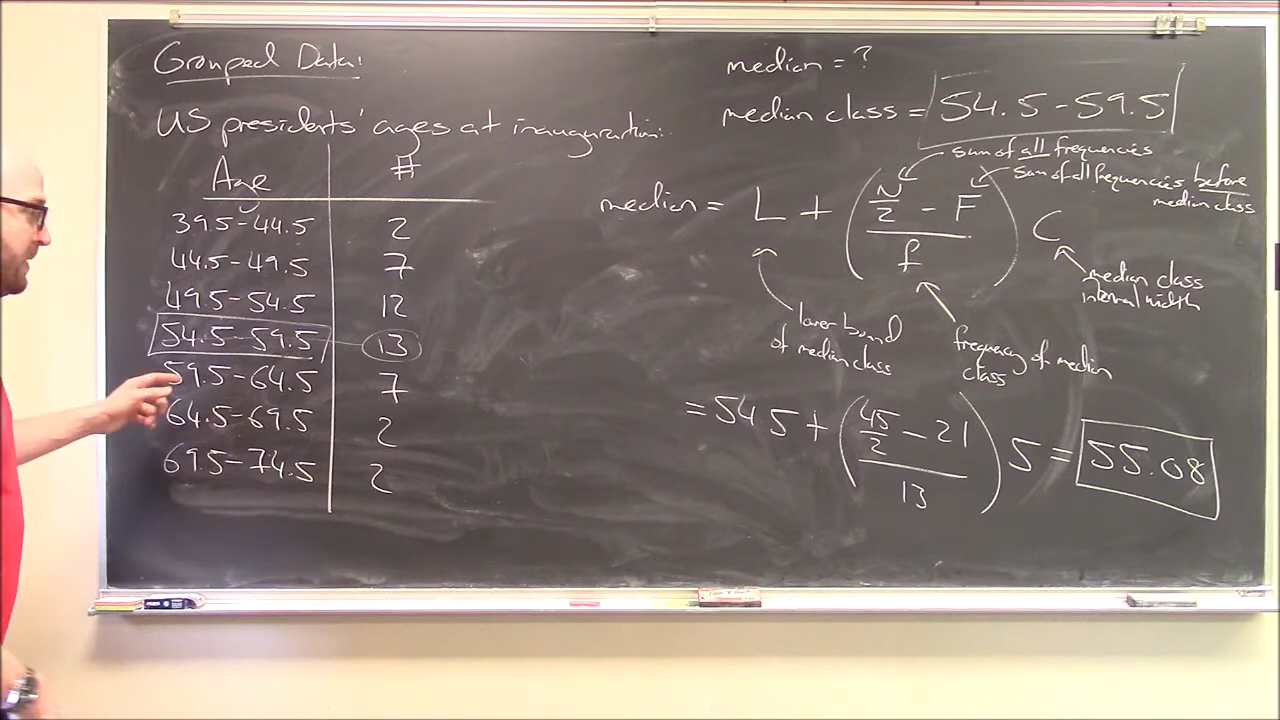 Grouped Data:
US presidents' ages at inauguration:
Age #
39.5-44.5 2
44.5-49.5 7
49.5-54.5 12
54.5-59.5 13
59.5-64.5 7
64.5-69.5 2
69.5-74.5 2
median = ?
median class = 54.5-59.5
sum of all frequencies
sum of all frequencies before
median class
median = L + (N/2 - F / f) C
lower bound
of median class
frequency of median
class
median class
interval width
= 54.5 + (45/2 - 21 / 13) 5 = 55.08